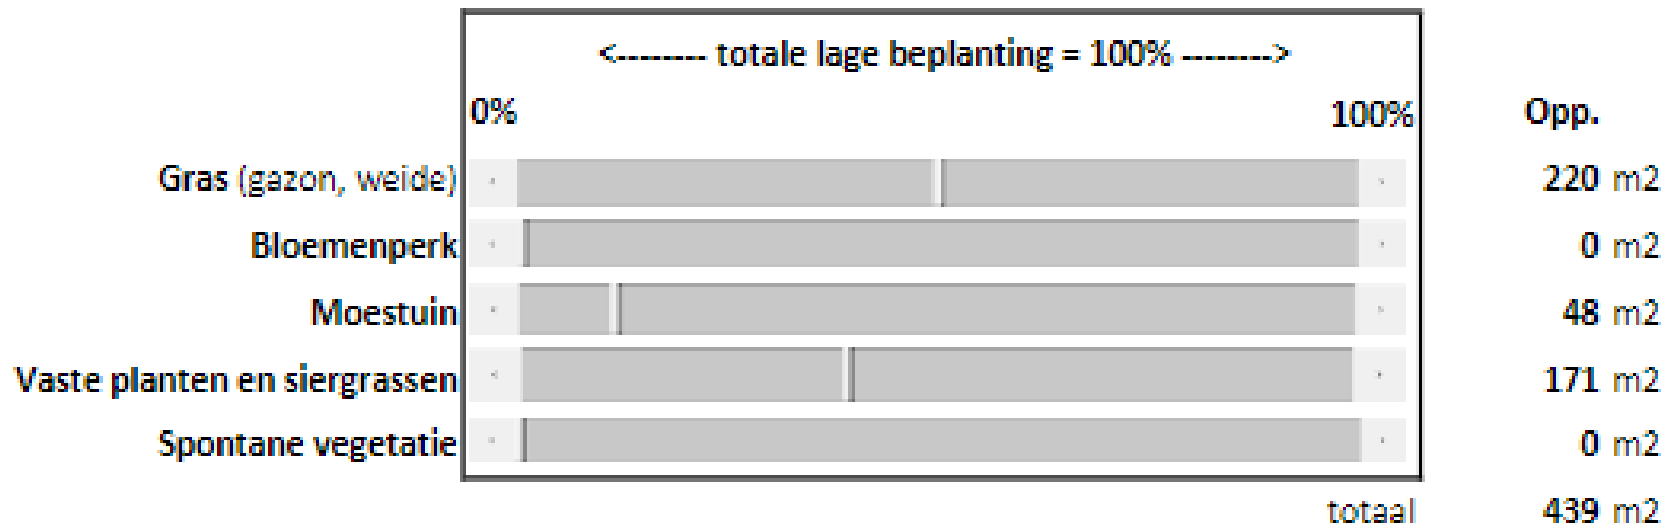 <-------- totale lage beplanting = 100% -------->
0% 100% Opp.
Gras (gazon, weide) 220 m2
Bloemenperk 0 m2
Moestuin 48 m2
Vaste planten en siergrassen 171 m2
Spontane vegetatie 0 m2
totaal 439 m2